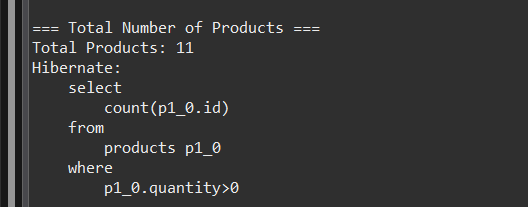 === Total Number of Products ===
Total Products: 11
Hibernate:
    select
        count(p1_0.id)
    from
        products p1_0
    where
        p1_0.quantity>0